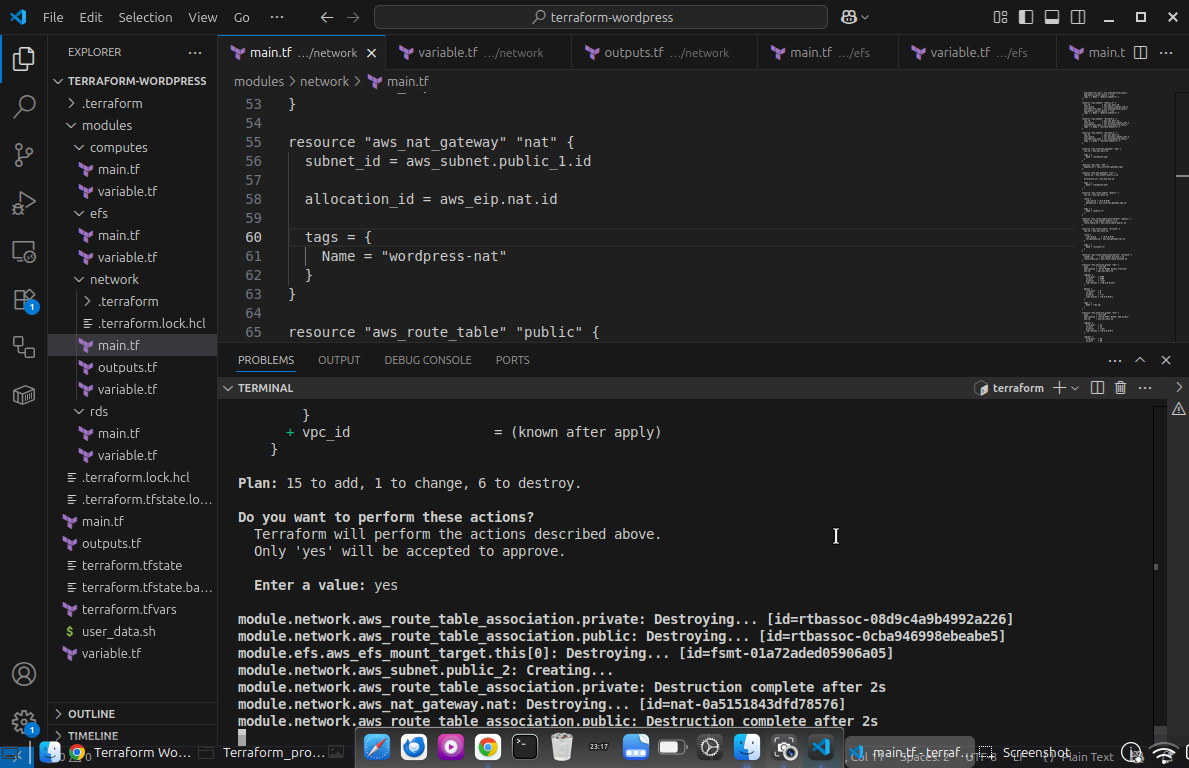 File Edit Selection View Go ··· terraform-wordpress
EXPLORER ···
TERRAFORM-WORDPRESS
.terraform
modules
computes
main.tf
variable.tf
efs
main.tf
variable.tf
network
.terraform
.terraform.lock.hcl
main.tf
outputs.tf
variable.tf
rds
main.tf
variable.tf
.terraform.lock.hcl
.terraform.tfstate.lo...
main.tf
outputs.tf
terraform.tfstate
terraform.tfstate.ba...
terraform.tfvars
$ user_data.sh
variable.tf
OUTLINE
TIMELINE
1
1
main.tf .../network variable.tf .../network outputs.tf .../network main.tf .../efs variable.tf .../efs main.t ···
modules > network > main.tf
53 }
54
55 resource "aws_nat_gateway" "nat" {
56 subnet_id = aws_subnet.public_1.id
57
58 allocation_id = aws_eip.nat.id
59
60 tags = {
61 Name = "wordpress-nat"
62 }
63 }
64
65 resource "aws_route_table" "public" {
PROBLEMS OUTPUT DEBUG CONSOLE PORTS ···
TERMINAL terraform ···
}
+ vpc_id = (known after apply)
}
Plan: 15 to add, 1 to change, 6 to destroy.
Do you want to perform these actions?
Terraform will perform the actions described above.
Only 'yes' will be accepted to approve.
Enter a value: yes
module.network.aws_route_table_association.private: Destroying... [id=rtbassoc-08d9c4a9b4992a226]
module.network.aws_route_table_association.public: Destroying... [id=rtbassoc-0cba946998ebeabe5]
module.efs.aws_efs_mount_target.this[0]: Destroying... [id=fsmt-01a72aded05906a05]
module.network.aws_subnet.public_2: Creating...
module.network.aws_route_table_association.private: Destruction complete after 2s
module.network.aws_nat_gateway.nat: Destroying... [id=nat-0a5151843dfd78576]
module.network.aws_route_table_association.public: Destruction complete after 2s
Terraform Wo... Terraform_pro... 23:17 main.tf - terraf... Screenshot
Spaces: 2 UTF-8 LF Plain Text